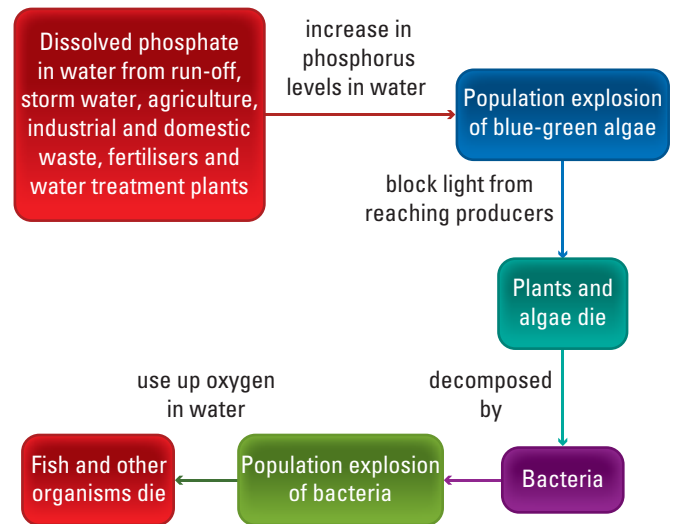 Dissolved phosphate
in water from run-off,
storm water, agriculture,
industrial and domestic
waste, fertilisers and
water treatment plants
increase in
phosphorus
levels in water
Population explosion
of blue-green algae
block light from
reaching producers
Plants and
algae die
decomposed
by
Bacteria
Population explosion
of bacteria
use up oxygen
in water
Fish and other
organisms die